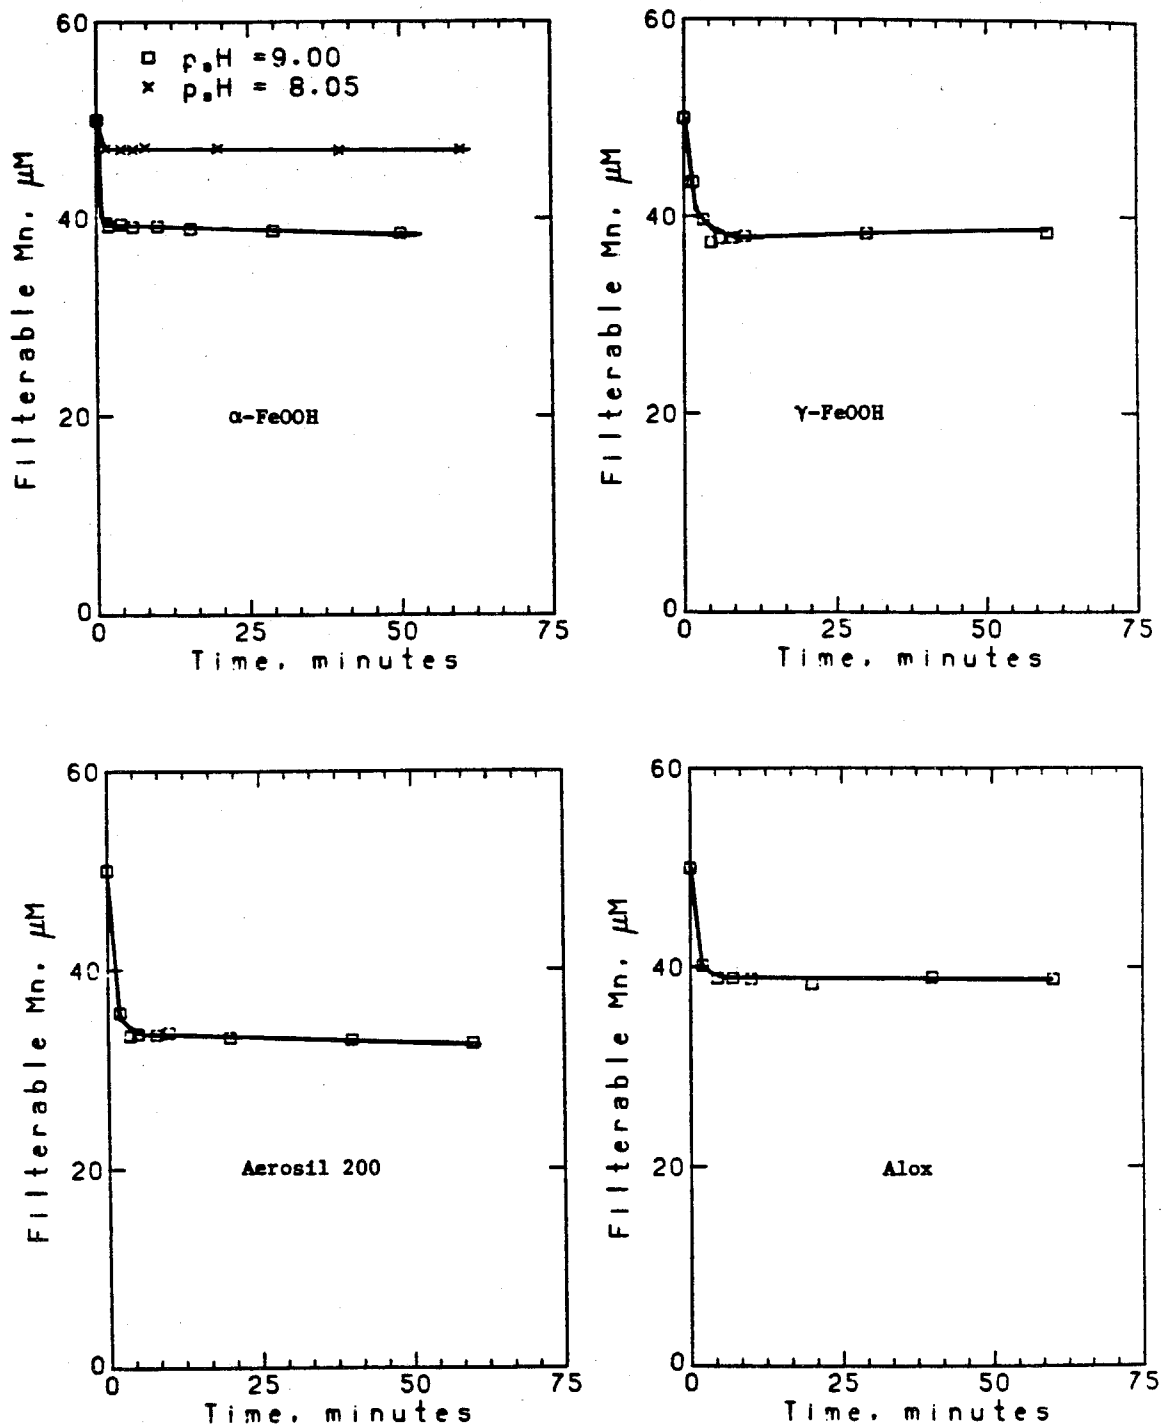 60
□ pₐH =9.00
× pₐH = 8.05
40
20
0
α-FeOOH
0 25 50 75
Time, minutes
Filterable Mn, μM
60
40
20
0
γ-FeOOH
0 25 50 75
Time, minutes
Filterable Mn, μM
60
40
20
0
Aerosil 200
0 25 50 75
Time, minutes
Filterable Mn, μM
60
40
20
0
Alox
0 25 50 75
Time, minutes
Filterable Mn, μM